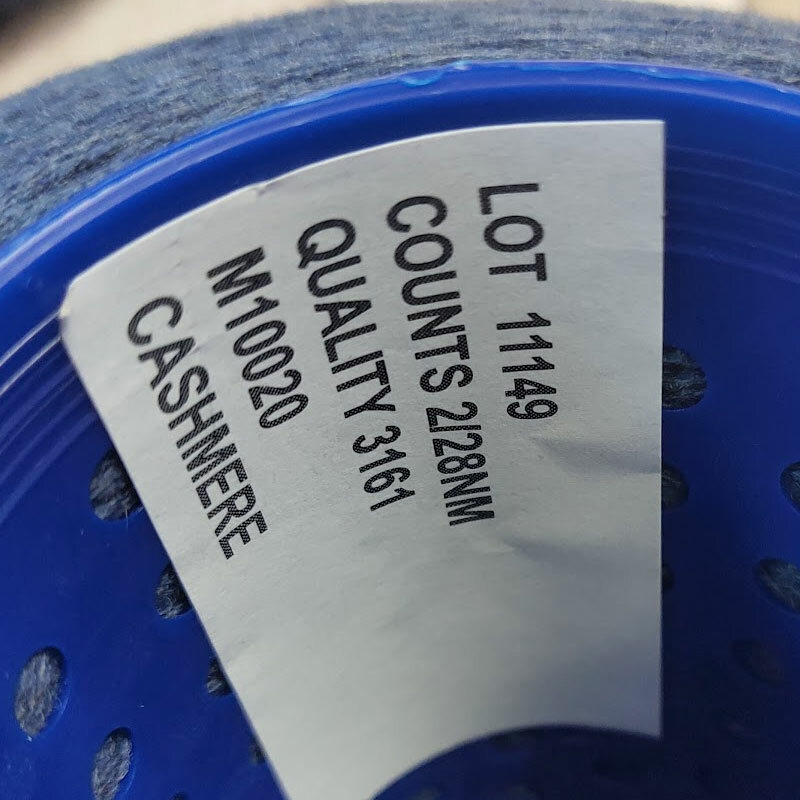 LOT 11149
COUNTS 2/28NM
QUALITY 3161
M10020
CASHMERE